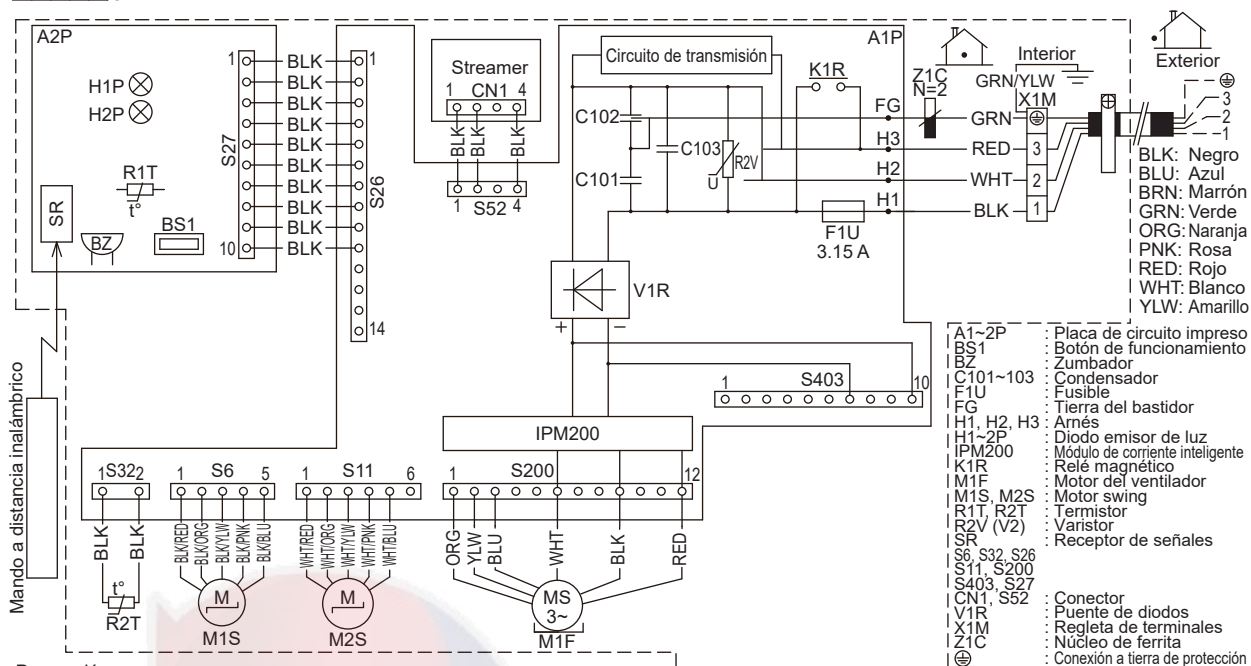 A2P
H1P
H2P
R1T
t°
SR
BZ
BS1
S27
1
10
BLK
BLK
BLK
BLK
BLK
BLK
BLK
BLK
BLK
BLK
1
14
S26
Streamer
1 CN1 4
BLK
BLK
BLK
1 S52 4
Circuito de transmisión
A1P
K1R
C102
C101
C103
R2V
U
FG
H3
H2
H1
F1U
3.15 A
V1R
+
−
Z1C
N=2
Interior
GRN/YLW
X1M
GRN
RED 3
WHT 2
BLK 1
Exterior
3
2
1
BLK: Negro
BLU: Azul
BRN: Marrón
GRN: Verde
ORG: Naranja
PNK: Rosa
RED: Rojo
WHT: Blanco
YLW: Amarillo
1 S403 10
IPM200
1 S32 2
1 S6 5
1 S11 6
1 S200 12
BLK
BLK
BLK/RED
BLK/ORG
BLK/YLW
BLK/PNK
BLK/BLU
WHT/RED
WHT/ORG
WHT/YLW
WHT/PNK
WHT/BLU
ORG
YLW
BLU
WHT
BLK
RED
t°
R2T
M
M1S
M
M2S
MS
3~
M1F
Mando a distancia inalámbrico
A1~2P : Placa de circuito impreso
BS1 : Botón de funcionamiento
BZ : Zumbador
C101~103 : Condensador
F1U : Fusible
FG : Tierra del bastidor
H1, H2, H3 : Arnés
H1~2P : Diodo emisor de luz
IPM200 : Módulo de corriente inteligente
K1R : Relé magnético
M1F : Motor del ventilador
M1S, M2S : Motor swing
R1T, R2T : Termistor
R2V (V2) : Varistor
SR : Receptor de señales
S6, S32, S26
S11, S200
S403, S27
CN1, S52 : Conector
V1R : Puente de diodos
X1M : Regleta de terminales
Z1C : Núcleo de ferrita
: Conexión a tierra de protección